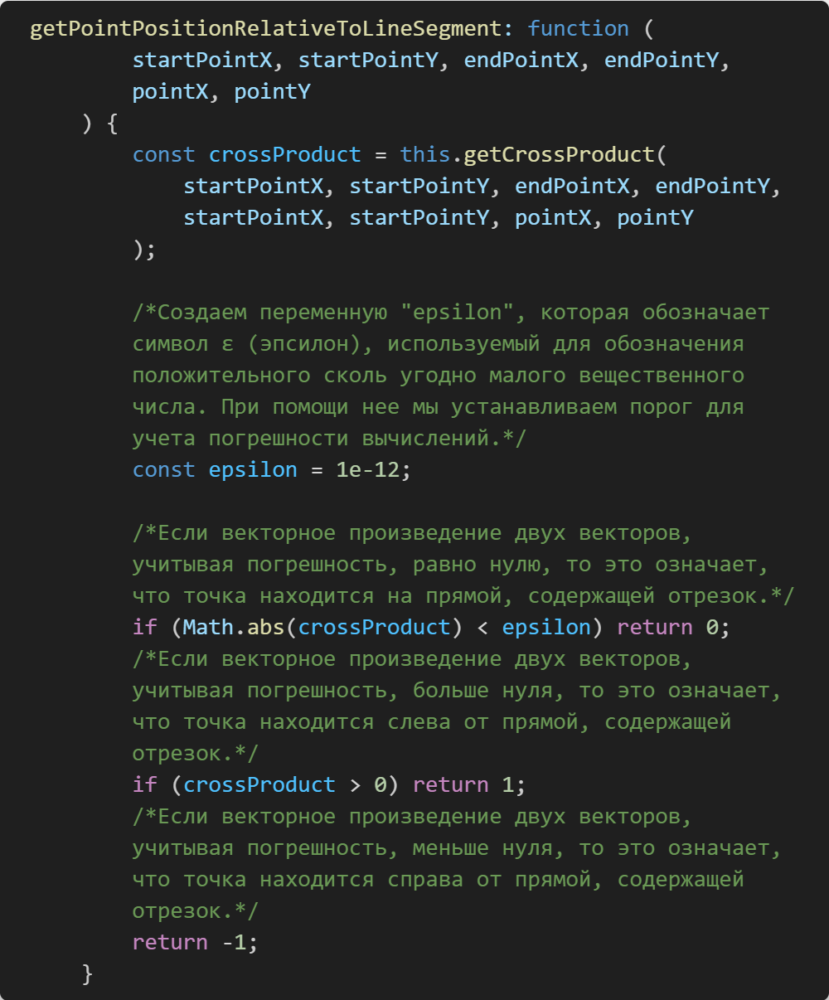 getPointPositionRelativeToLineSegment: function (
startPointX, startPointY, endPointX, endPointY,
pointX, pointY
) {
const crossProduct = this.getCrossProduct(
startPointX, startPointY, endPointX, endPointY,
startPointX, startPointY, pointX, pointY
);
/*Создаем переменную "epsilon", которая обозначает
символ ε (эпсилон), используемый для обозначения
положительного сколь угодно малого вещественного
числа. При помощи нее мы устанавливаем порог для
учета погрешности вычислений.*/
const epsilon = 1e-12;
/*Если векторное произведение двух векторов,
учитывая погрешность, равно нулю, то это означает,
что точка находится на прямой, содержащей отрезок.*/
if (Math.abs(crossProduct) < epsilon) return 0;
/*Если векторное произведение двух векторов,
учитывая погрешность, больше нуля, то это означает,
что точка находится слева от прямой, содержащей
отрезок.*/
if (crossProduct > 0) return 1;
/*Если векторное произведение двух векторов,
учитывая погрешность, меньше нуля, то это означает,
что точка находится справа от прямой, содержащей
отрезок.*/
return -1;
}